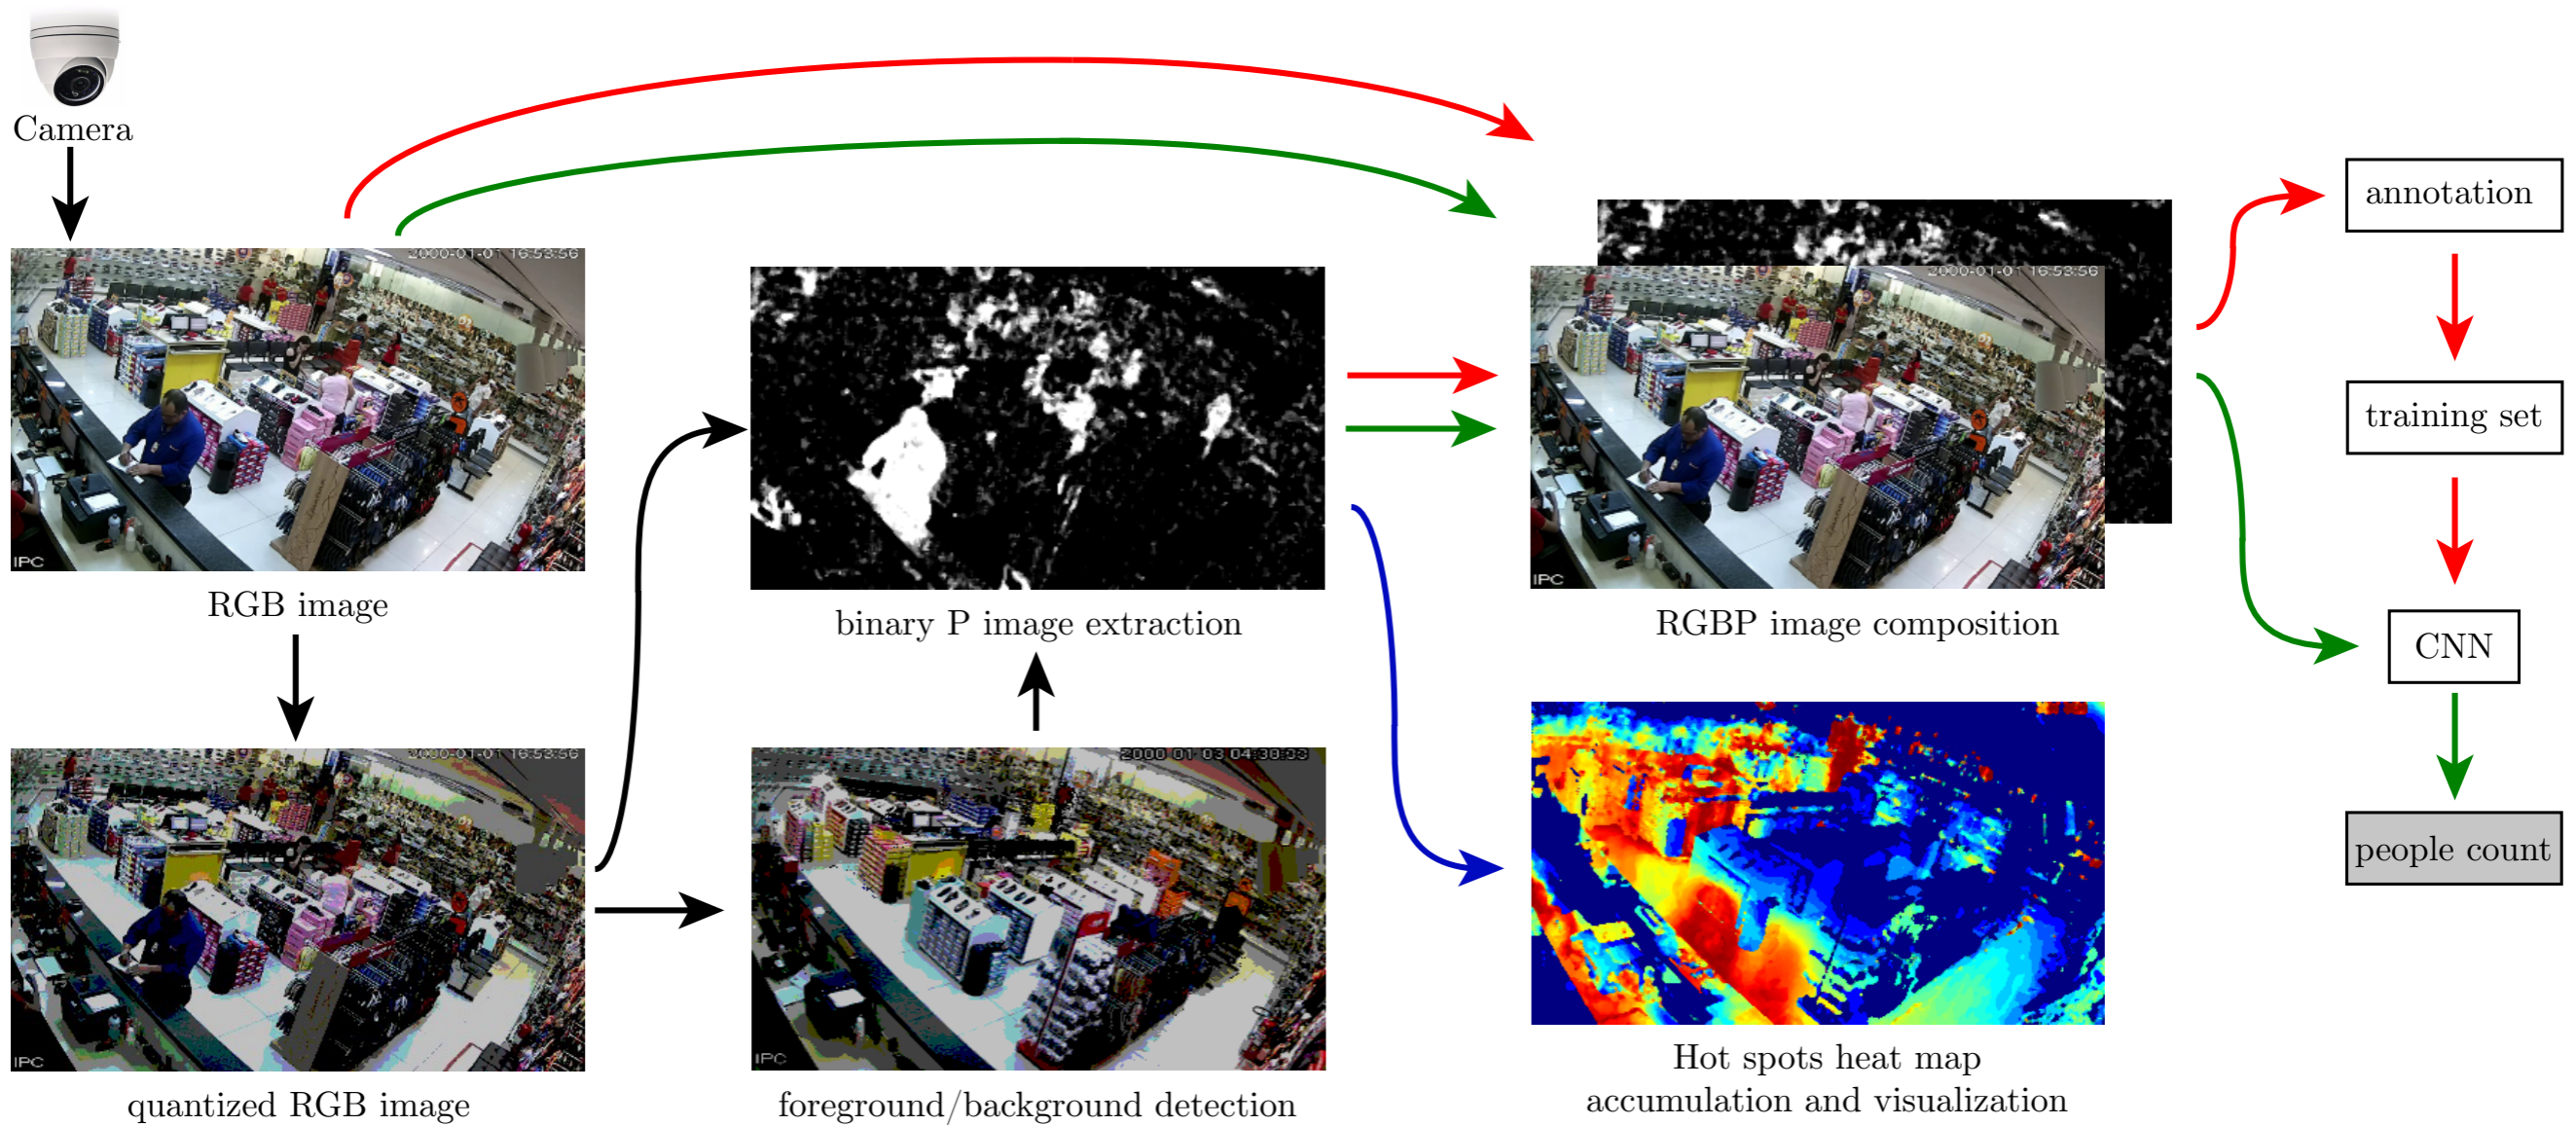 Camera
2000-01-01 16:53:56
IPC
RGB image
2000-01-01 16:53:56
IPC
quantized RGB image
binary P image extraction
2000 01-03 04:30:23
IPC
foreground/background detection
2000-01-01 16:53:56
IPC
RGBP image composition
Hot spots heat map
accumulation and visualization
annotation
training set
CNN
people count